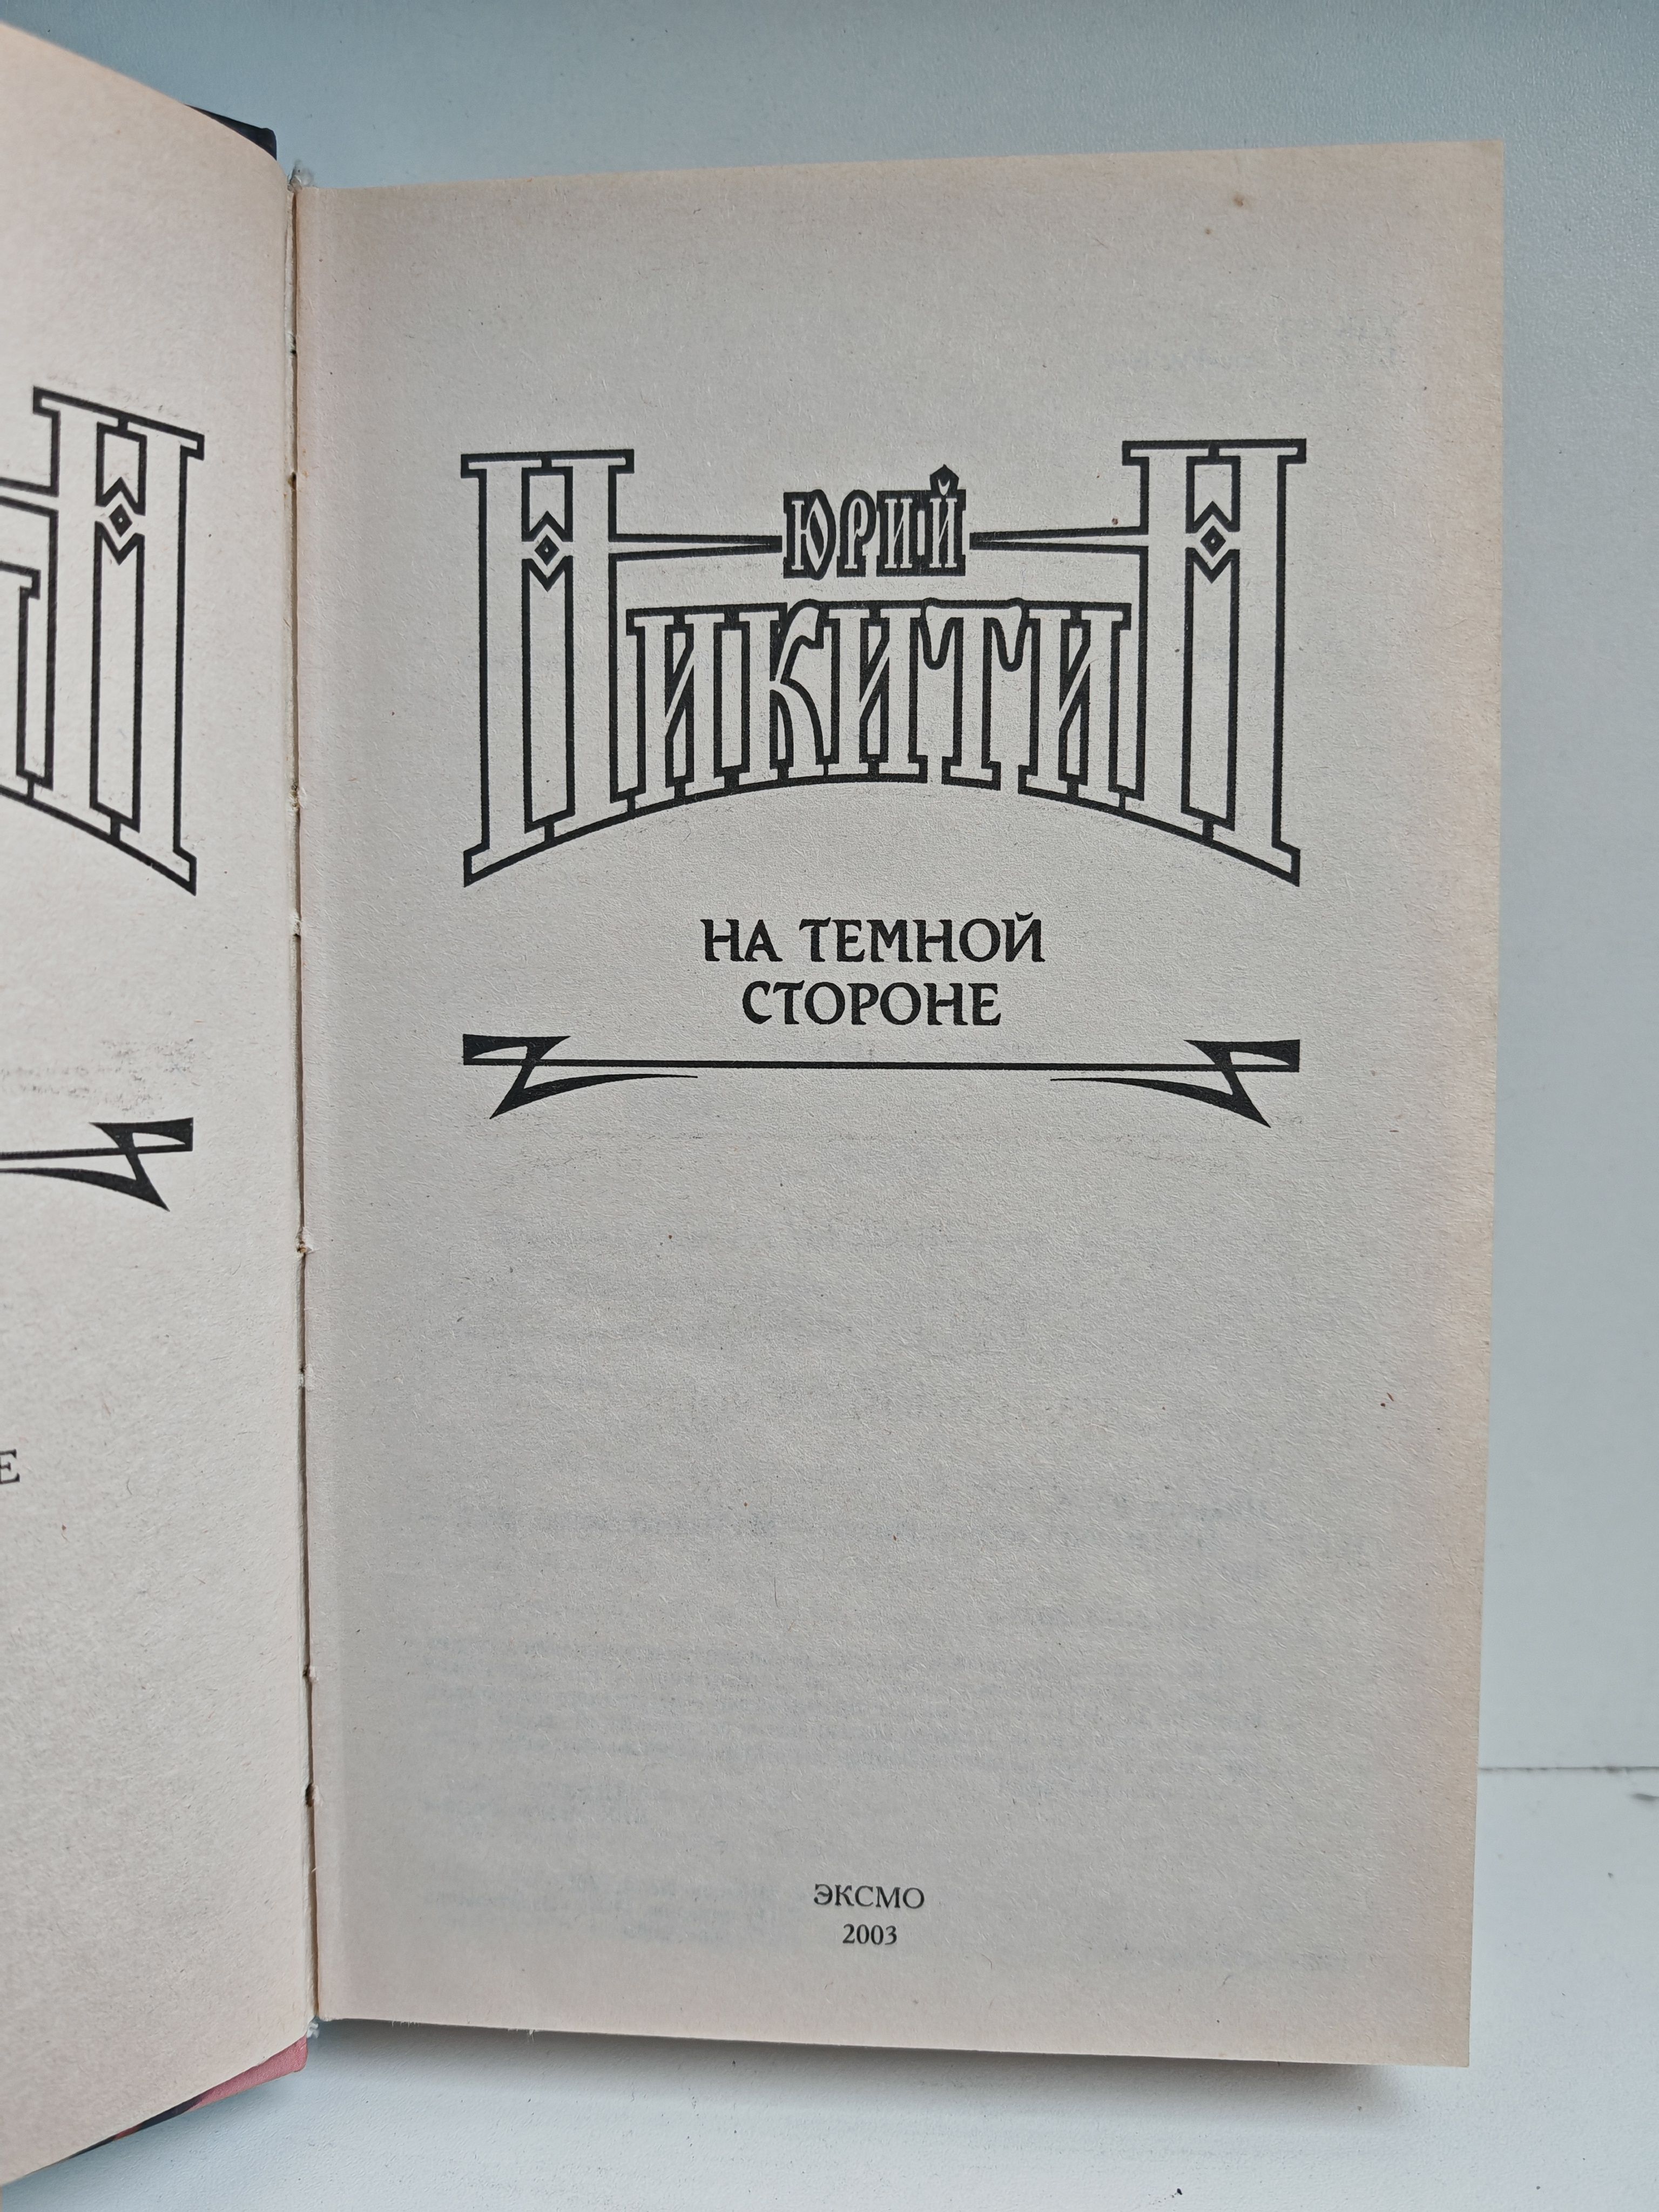 ЮРИЙ
НИКИТИН
НА ТЕМНОЙ
СТОРОНЕ
ЭКСМО
2003